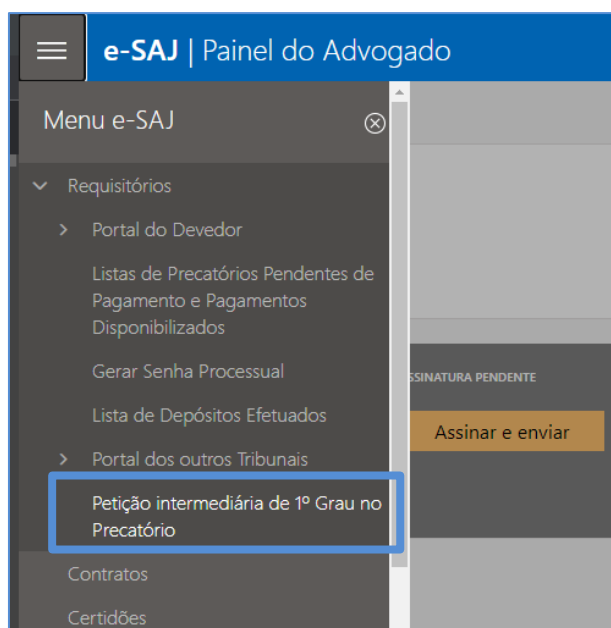 e-SAJ | Painel do Advogado
Menu e-SAJ
Requisitórios
Portal do Devedor
Listas de Precatórios Pendentes de
Pagamento e Pagamentos
Disponibilizados
Gerar Senha Processual
SSINATURA PENDENTE
Lista de Depósitos Efetuados
Assinar e enviar
Portal dos outros Tribunais
Petição intermediária de 1º Grau no
Precatório
Contratos
Certidões